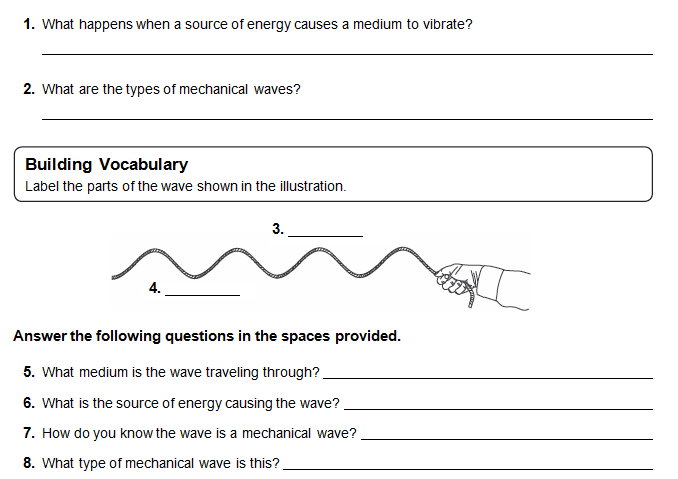 1. What happens when a source of energy causes a medium to vibrate?
2. What are the types of mechanical waves?
Building Vocabulary
Label the parts of the wave shown in the illustration.
3. __________
4. __________
Answer the following questions in the spaces provided.
5. What medium is the wave traveling through?
6. What is the source of energy causing the wave?
7. How do you know the wave is a mechanical wave?
8. What type of mechanical wave is this?